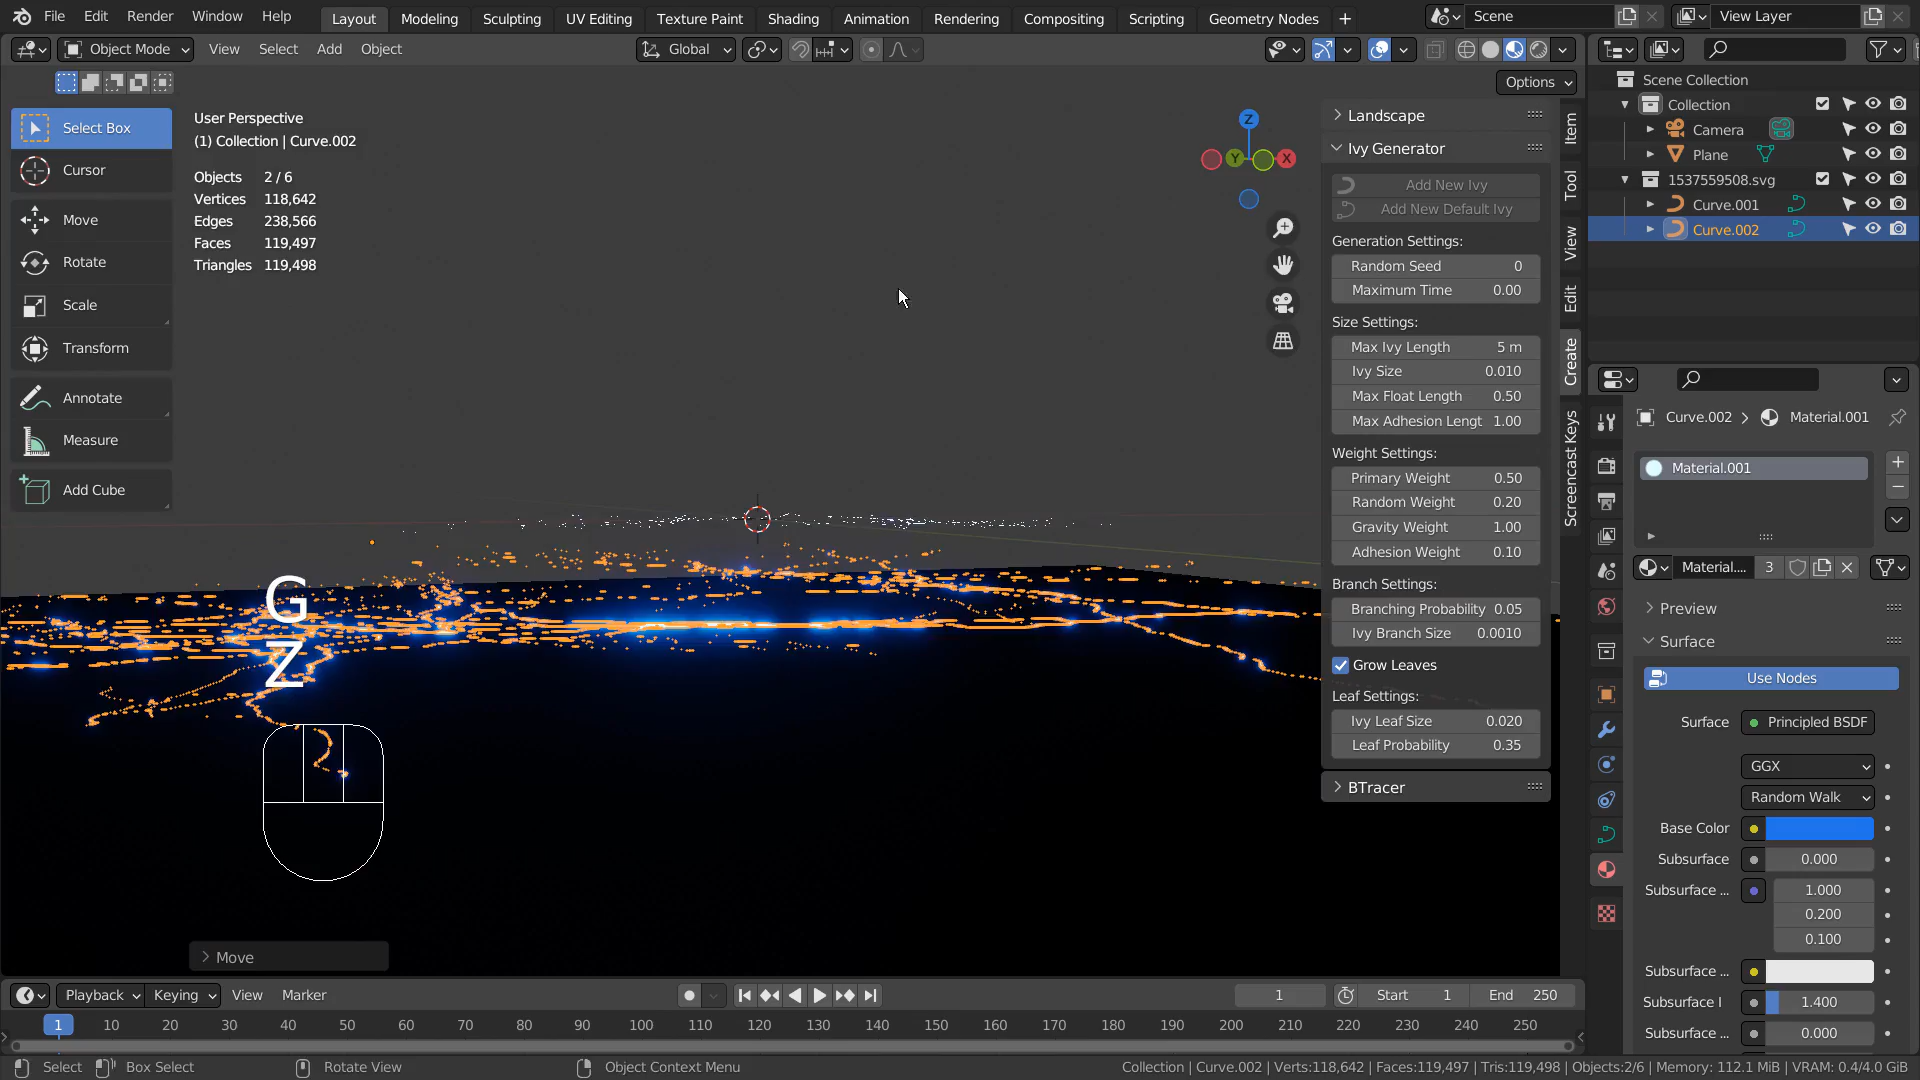 File Edit Render Window Help
Layout Modeling Sculpting UV Editing Texture Paint Shading Animation Rendering Compositing Scripting Geometry Nodes +
Scene
View Layer
Object Mode View Select Add Object
Global
Options
Select Box
Cursor
Move
Rotate
Scale
Transform
Annotate
Measure
Add Cube
User Perspective
(1) Collection | Curve.002
Objects 2 / 6
Vertices 118,642
Edges 238,566
Faces 119,497
Triangles 119,498
Z
Y
X
G
Z
Move
Landscape
Ivy Generator
Add New Ivy
Add New Default Ivy
Generation Settings:
Random Seed 0
Maximum Time 0.00
Size Settings:
Max Ivy Length 5 m
Ivy Size 0.010
Max Float Length 0.50
Max Adhesion Lengt 1.00
Weight Settings:
Primary Weight 0.50
Random Weight 0.20
Gravity Weight 1.00
Adhesion Weight 0.10
Branch Settings:
Branching Probability 0.05
Ivy Branch Size 0.0010
Grow Leaves
Leaf Settings:
Ivy Leaf Size 0.020
Leaf Probability 0.35
BTracer
Item
Tool
View
Edit
Create
Screencast Keys
Scene Collection
Collection
Camera
Plane
1537559508.svg
Curve.001
Curve.002
Curve.002 > Material.001
Material.001
Material.... 3
Preview
Surface
Use Nodes
Surface Principled BSDF
GGX
Random Walk
Base Color
Subsurface 0.000
Subsurface ... 1.000
0.200
0.100
Subsurface ...
Subsurface I 1.400
Subsurface ... 0.000
Playback Keying View Marker
1 Start 1 End 250
1 10 20 30 40 50 60 70 80 90 100 110 120 130 140 150 160 170 180 190 200 210 220 230 240 250
Select Box Select Rotate View Object Context Menu
Collection | Curve.002 | Verts:118,642 | Faces:119,497 | Tris:119,498 | Objects:2/6 | Memory: 112.1 MiB | VRAM: 0.4/4.0 GiB